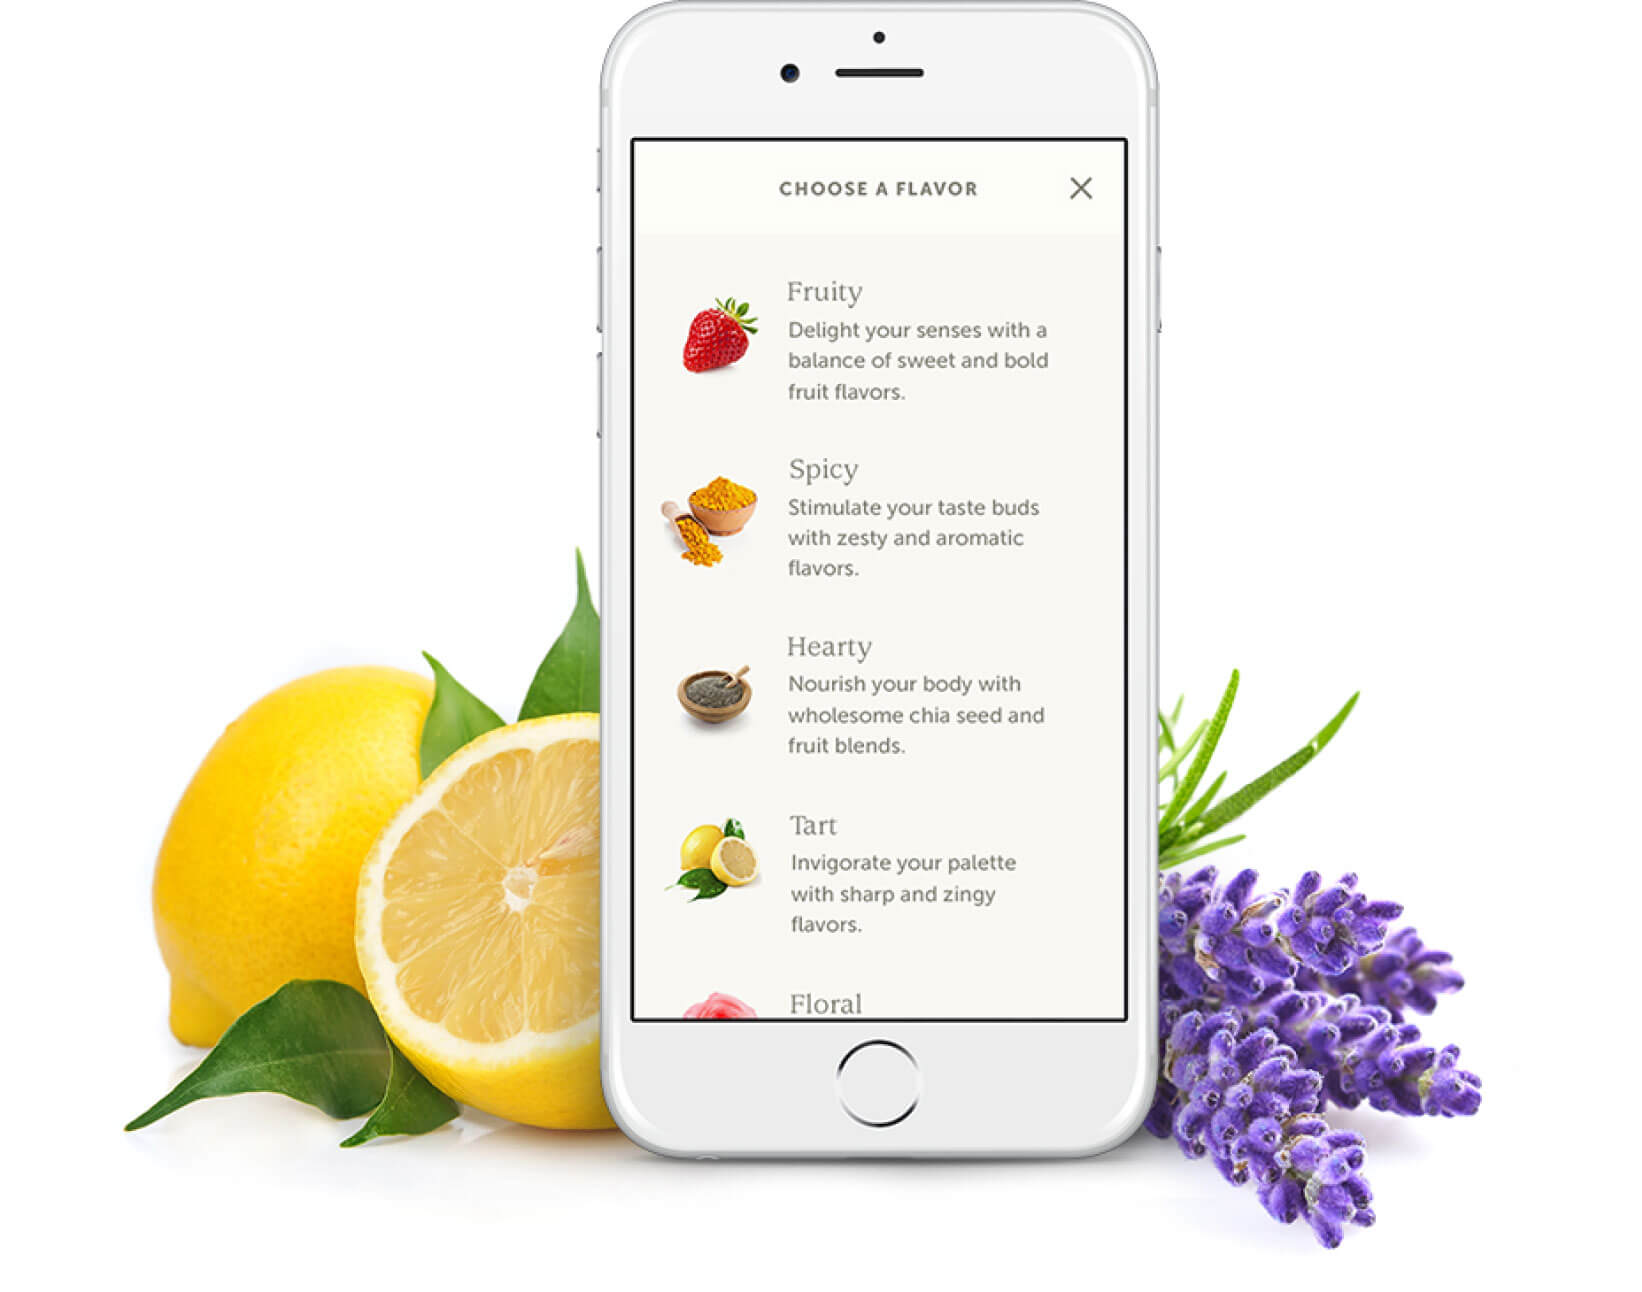 CHOOSE A FLAVOR
Fruity
Delight your senses with a
balance of sweet and bold
fruit flavors.
Spicy
Stimulate your taste buds
with zesty and aromatic
flavors.
Hearty
Nourish your body with
wholesome chia seed and
fruit blends.
Tart
Invigorate your palette
with sharp and zingy
flavors.
Floral